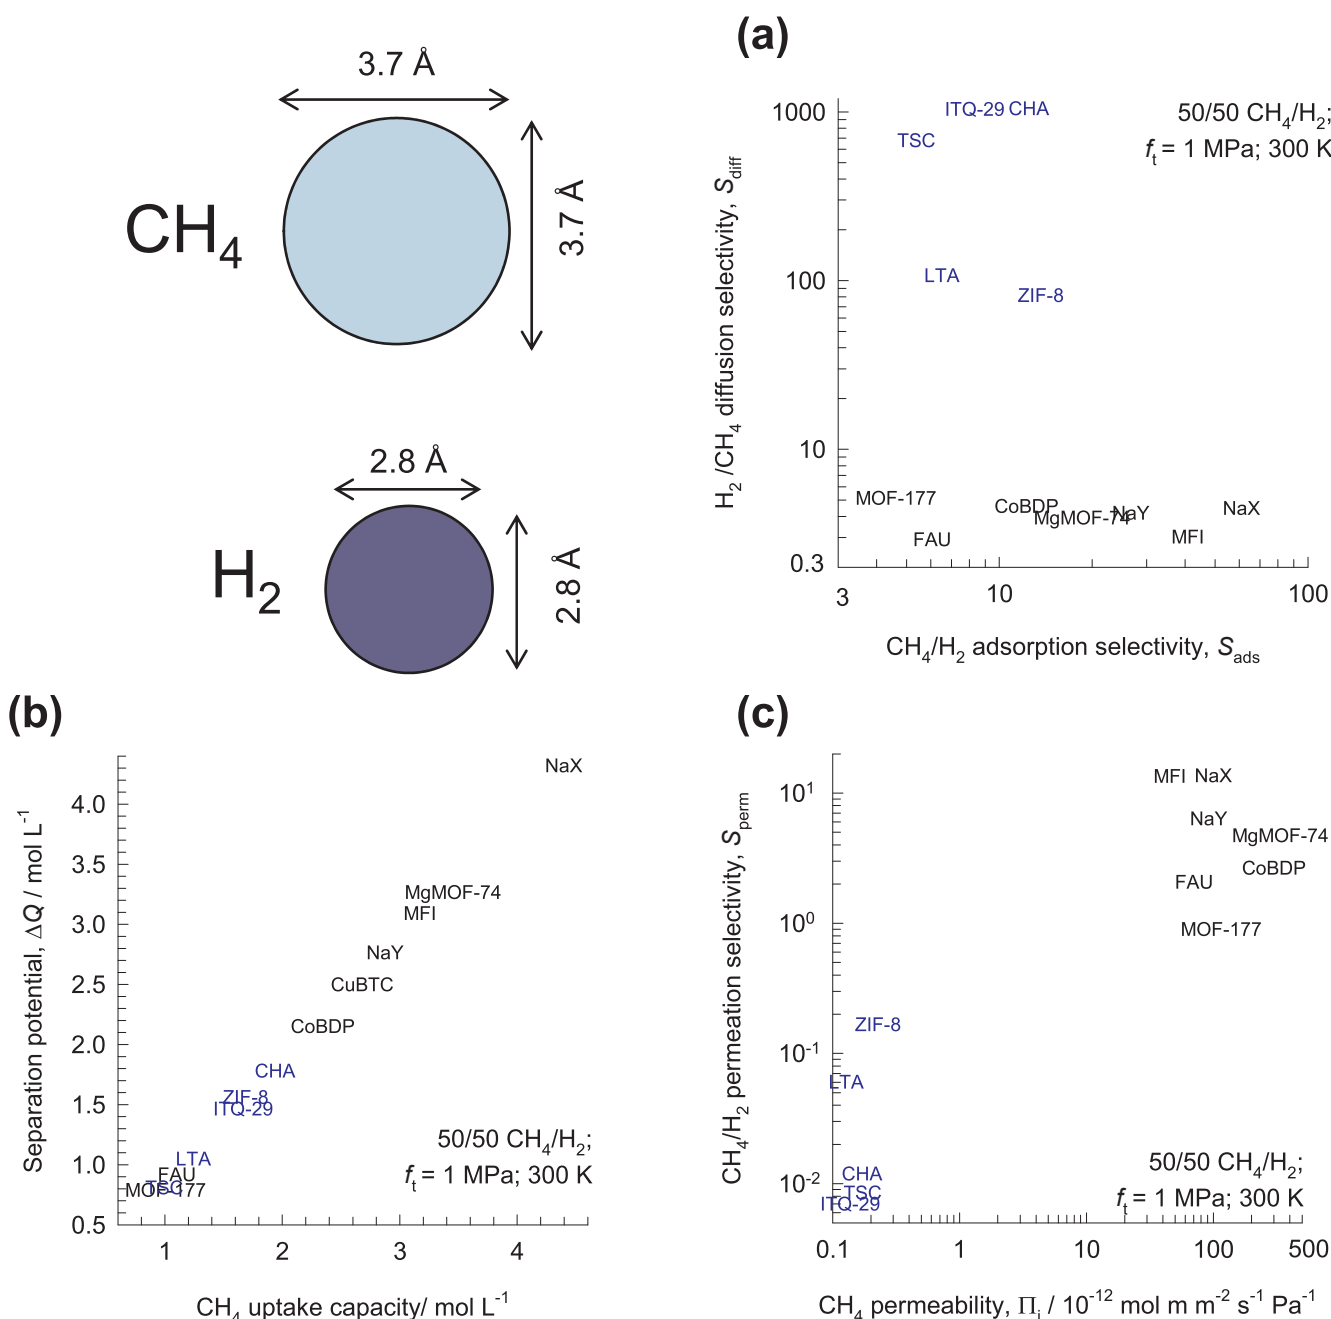 3.7 Å
3.7 Å
CH4
2.8 Å
2.8 Å
H2
(a)
50/50 CH4/H2;
ft = 1 MPa; 300 K
ITQ-29 CHA
TSC
LTA
ZIF-8
MOF-177
CoBDP
MgMOF-74
NaY
NaX
FAU
MFI
1000
100
10
0.3
3
10
100
H2 /CH4 diffusion selectivity, Sdiff
CH4/H2 adsorption selectivity, Sads
(b)
NaX
MgMOF-74
MFI
NaY
CuBTC
CoBDP
CHA
ZIF-8
ITQ-29
LTA
FAU
TSC
MOF-177
50/50 CH4/H2;
ft = 1 MPa; 300 K
4.0
3.5
3.0
2.5
2.0
1.5
1.0
0.5
1
2
3
4
Separation potential, ΔQ / mol L-1
CH4 uptake capacity/ mol L-1
(c)
MFI NaX
NaY
MgMOF-74
CoBDP
FAU
MOF-177
ZIF-8
LTA
CHA
TSC
ITQ-29
50/50 CH4/H2;
ft = 1 MPa; 300 K
10^1
10^0
10^-1
10^-2
0.1
1
10
100
500
CH4/H2 permeation selectivity, Sperm
CH4 permeability, Πi / 10-12 mol m m-2 s-1 Pa-1